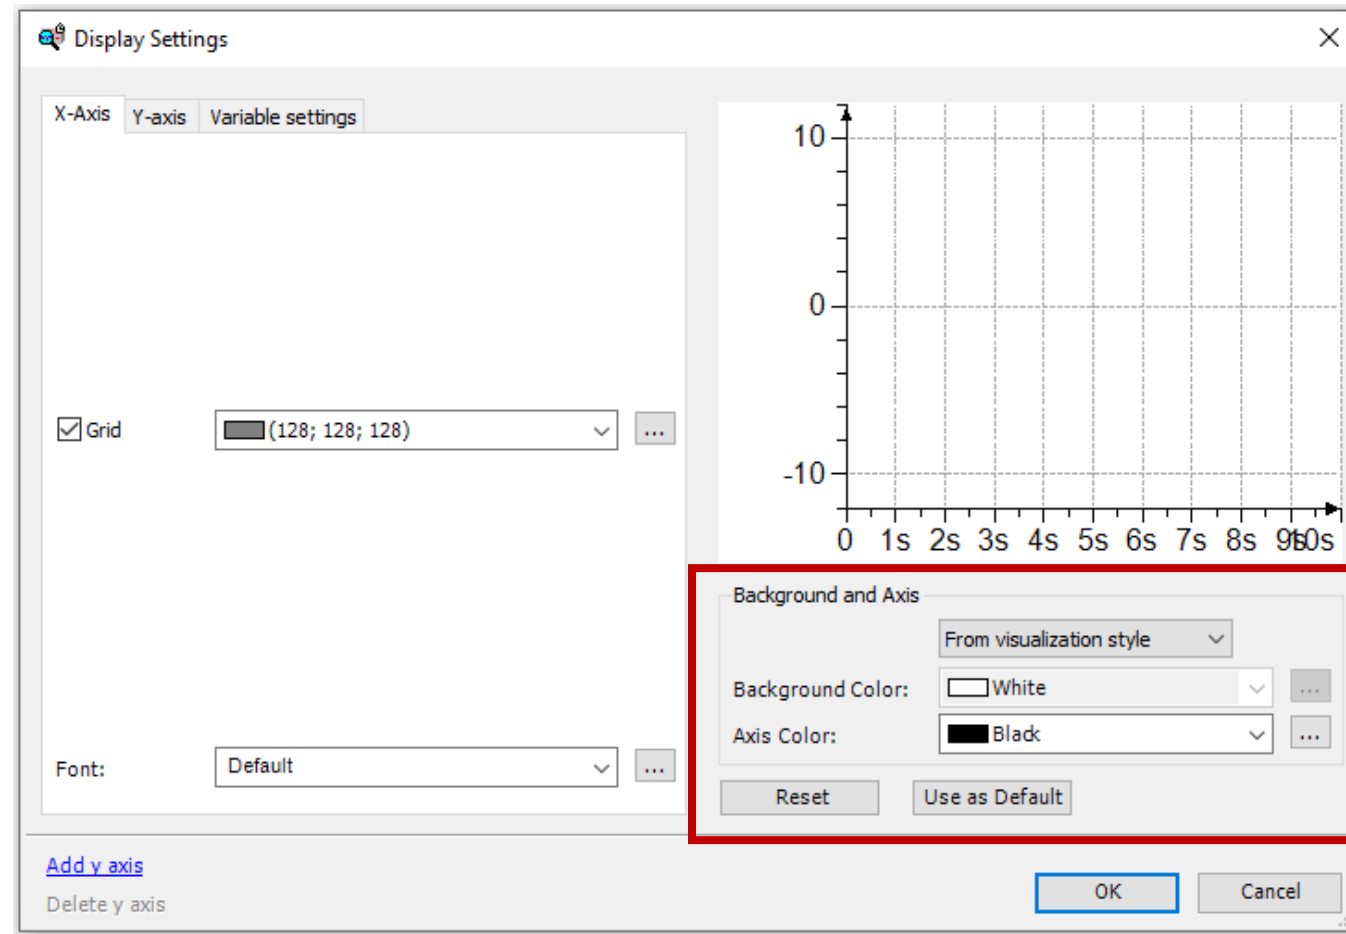 Display Settings
X-Axis Y-axis Variable settings
Grid (128; 128; 128) ...
Font: Default ...
10
0
-10
0 1s 2s 3s 4s 5s 6s 7s 8s 9s 10s
Background and Axis
From visualization style
Background Color: White ...
Axis Color: Black ...
Reset Use as Default
Add y axis
Delete y axis
OK Cancel